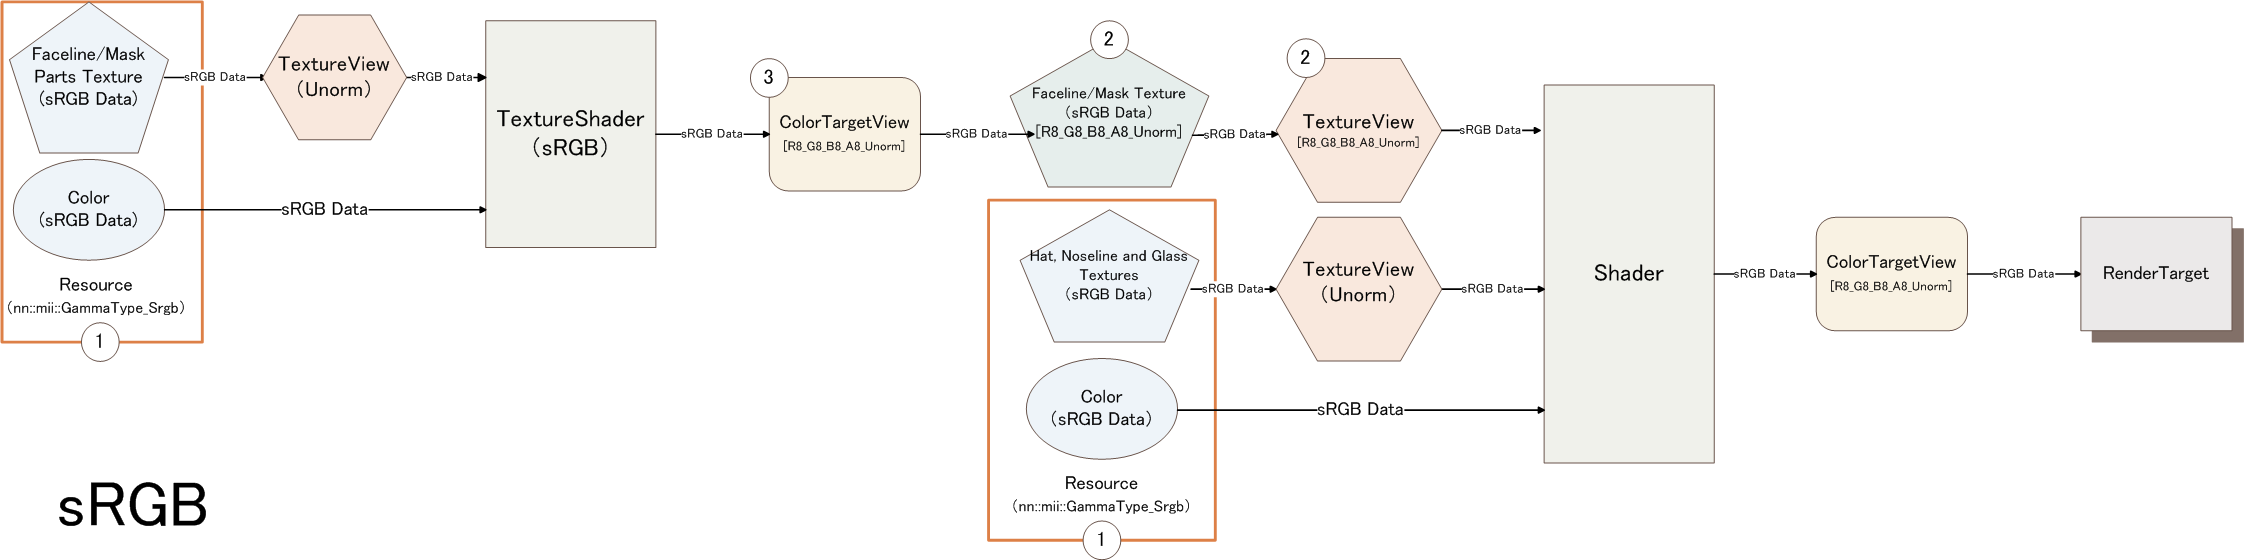 Faceline/Mask
Parts Texture
(sRGB Data)
sRGB Data
TextureView
(Unorm)
sRGB Data
Color
(sRGB Data)
sRGB Data
Resource
(nn::mii::GammaType_Srgb)
1
TextureShader
(sRGB)
sRGB Data
3
ColorTargetView
[R8_G8_B8_A8_Unorm]
sRGB Data
2
Faceline/Mask Texture
(sRGB Data)
[R8_G8_B8_A8_Unorm]
sRGB Data
2
TextureView
[R8_G8_B8_A8_Unorm]
sRGB Data
Hat, Noseline and Glass
Textures
(sRGB Data)
sRGB Data
TextureView
(Unorm)
sRGB Data
Color
(sRGB Data)
sRGB Data
Resource
(nn::mii::GammaType_Srgb)
1
Shader
sRGB Data
ColorTargetView
[R8_G8_B8_A8_Unorm]
sRGB Data
RenderTarget
sRGB